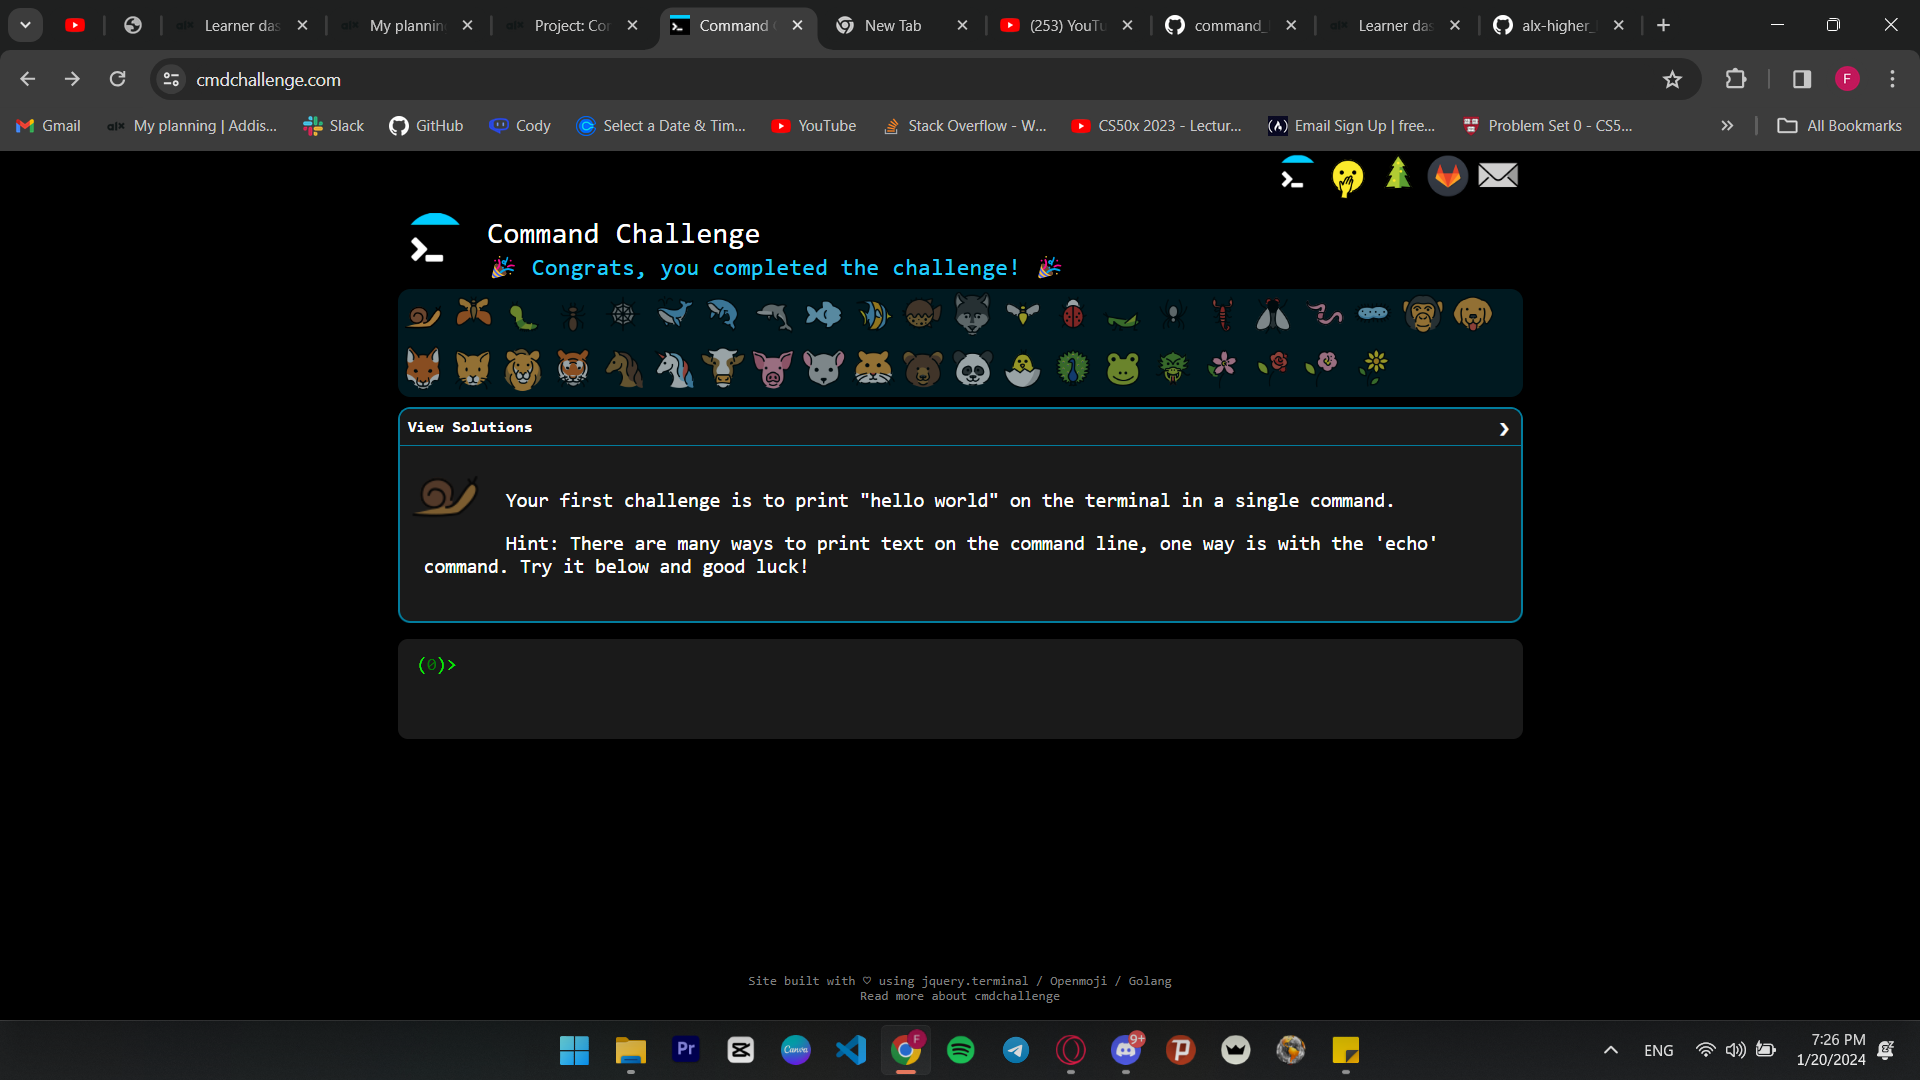 Learner das
My planning
Project: Cor
Command C
New Tab
(253) YouTu
command_
Learner das
alx-higher_
cmdchallenge.com
F
Gmail
alx My planning | Addis...
Slack
GitHub
Cody
Select a Date & Tim...
YouTube
Stack Overflow - W...
CS50x 2023 - Lectur...
Email Sign Up | free...
Problem Set 0 - CS5...
All Bookmarks
Command Challenge
Congrats, you completed the challenge!
View Solutions
Your first challenge is to print "hello world" on the terminal in a single command.
Hint: There are many ways to print text on the command line, one way is with the 'echo'
command. Try it below and good luck!
(0)>
Site built with ♡ using jquery.terminal / Openmoji / Golang
Read more about cmdchallenge
Pr
Canva
F
9+
ENG
7:26 PM
1/20/2024